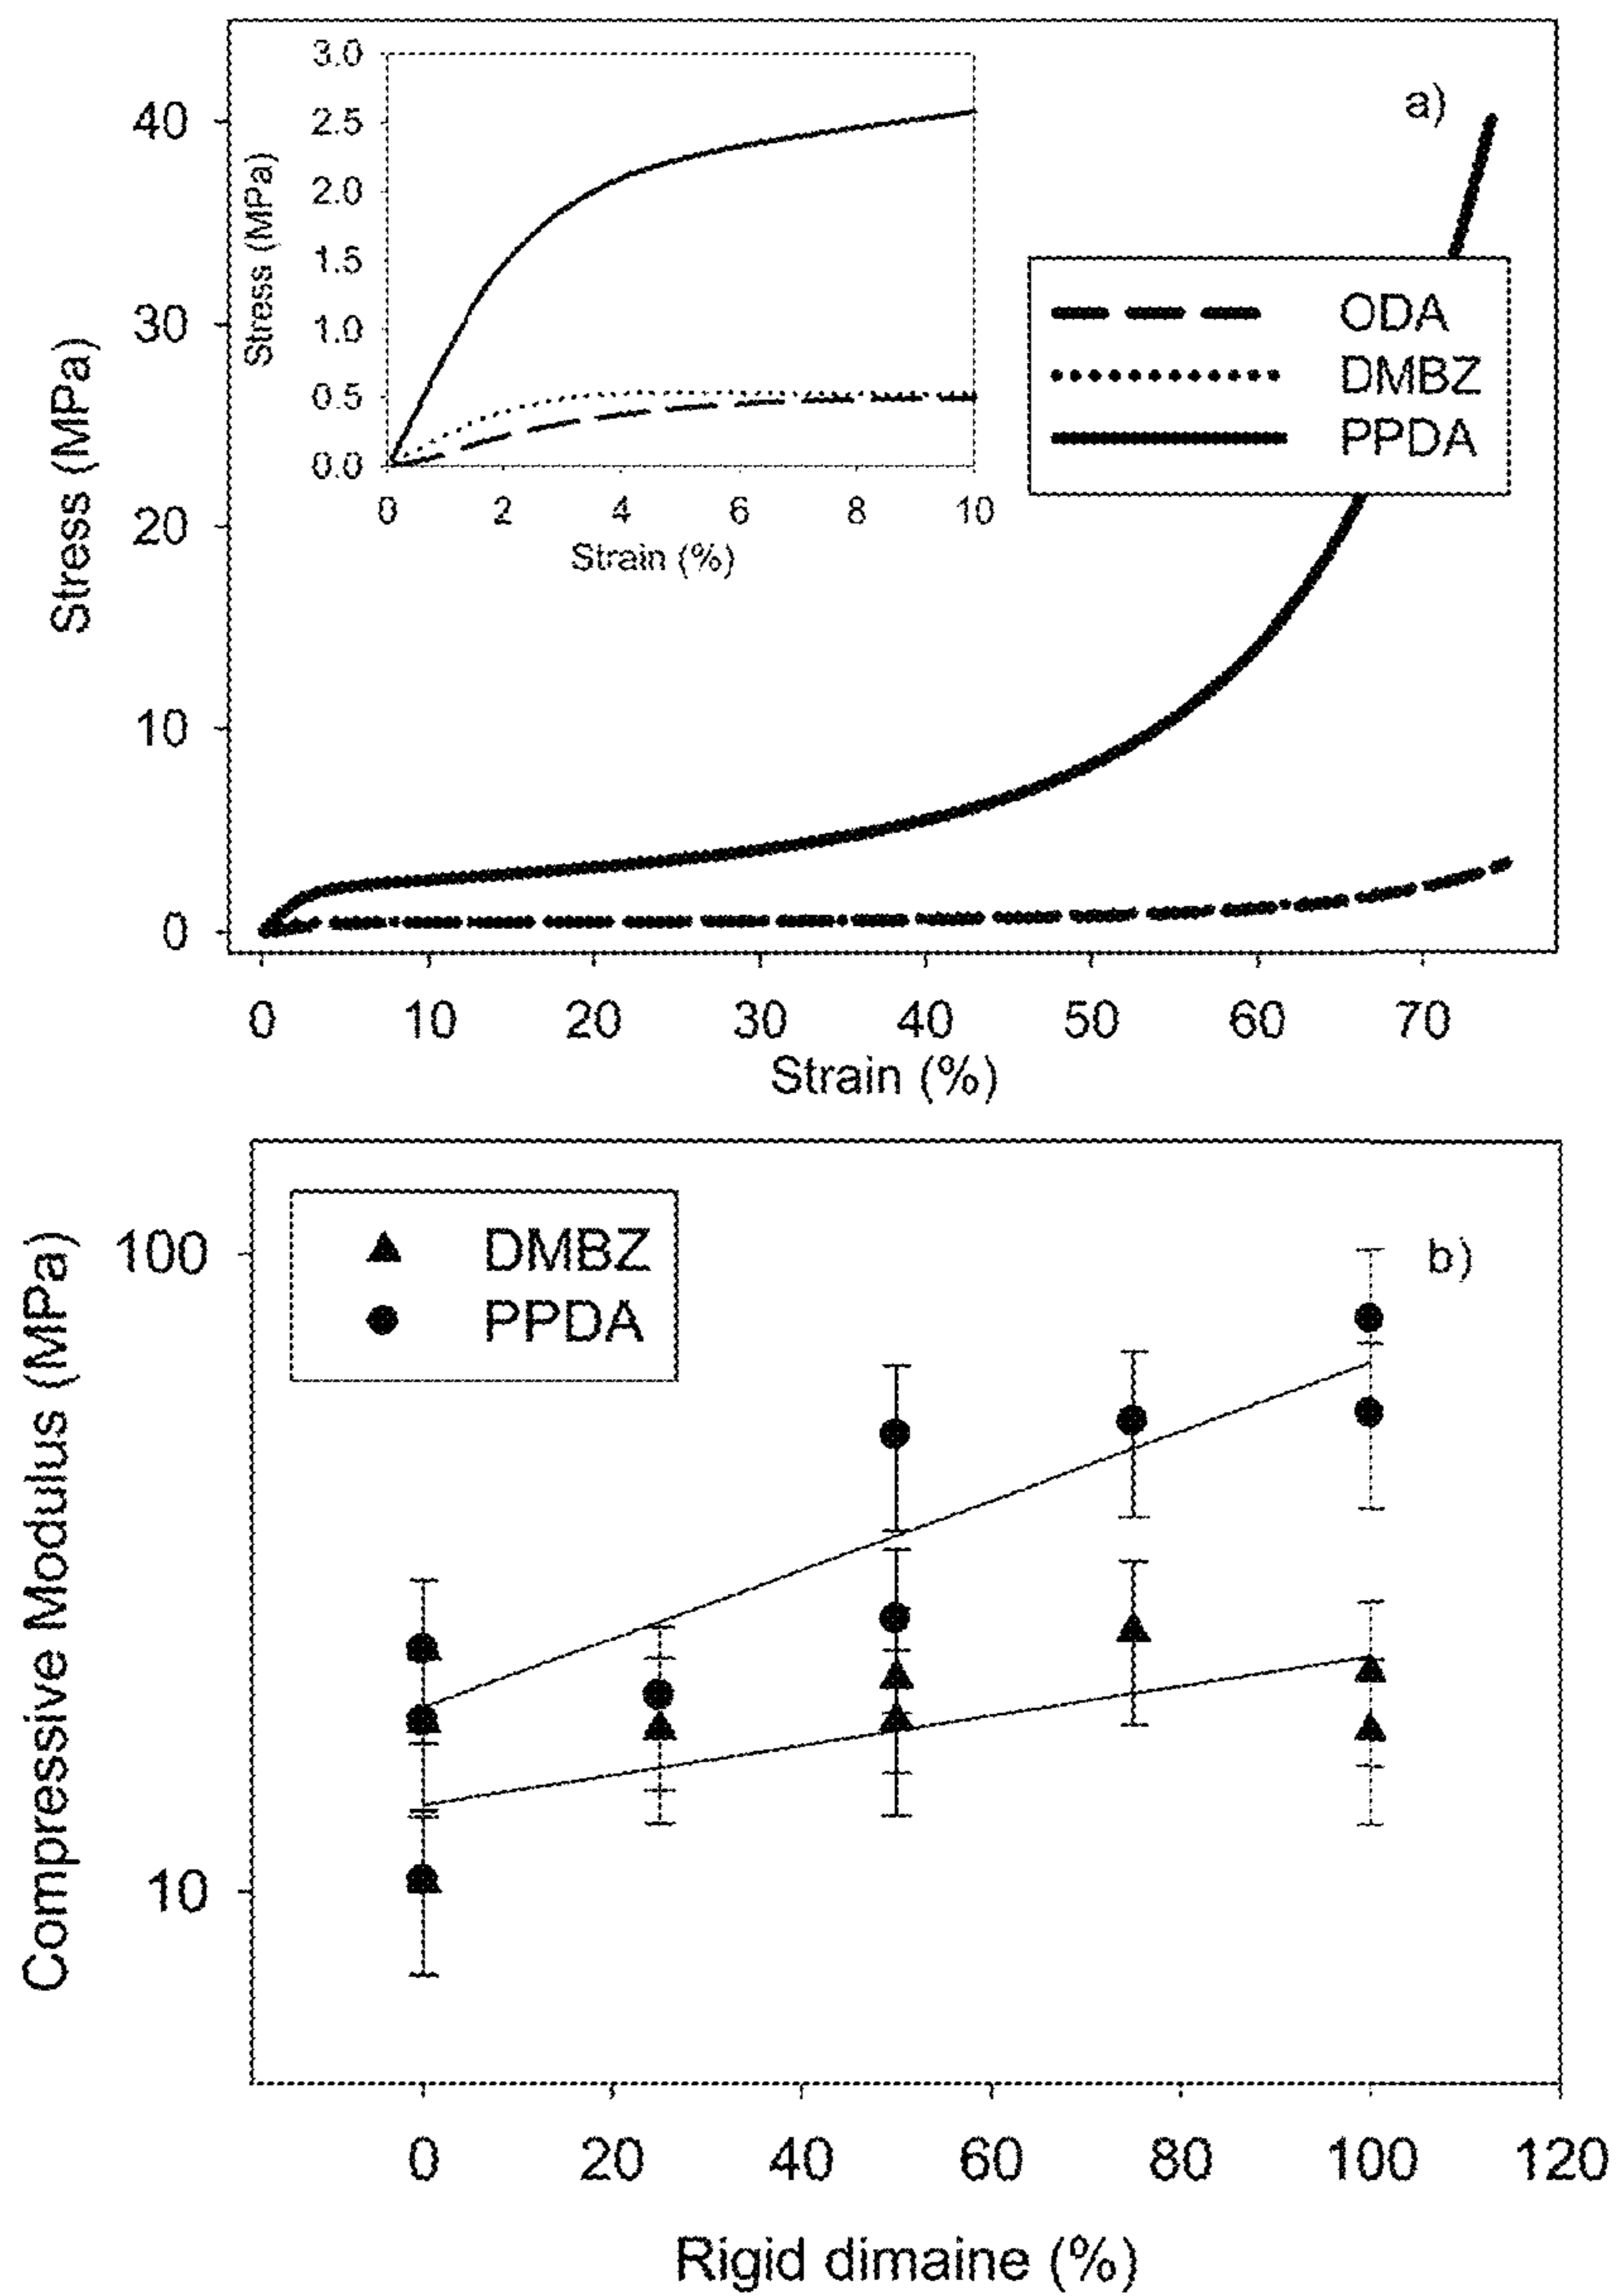 a)
40
30
20
10
0
Stress (MPa)
3.0
2.5
2.0
1.5
1.0
0.5
0.0
Stress (MPa)
0 2 4 6 8 10
Strain (%)
ODA
DMBZ
PPDA
0 10 20 30 40 50 60 70
Strain (%)
b)
DMBZ
PPDA
100
10
Compressive Modulus (MPa)
0 20 40 60 80 100 120
Rigid dimaine (%)